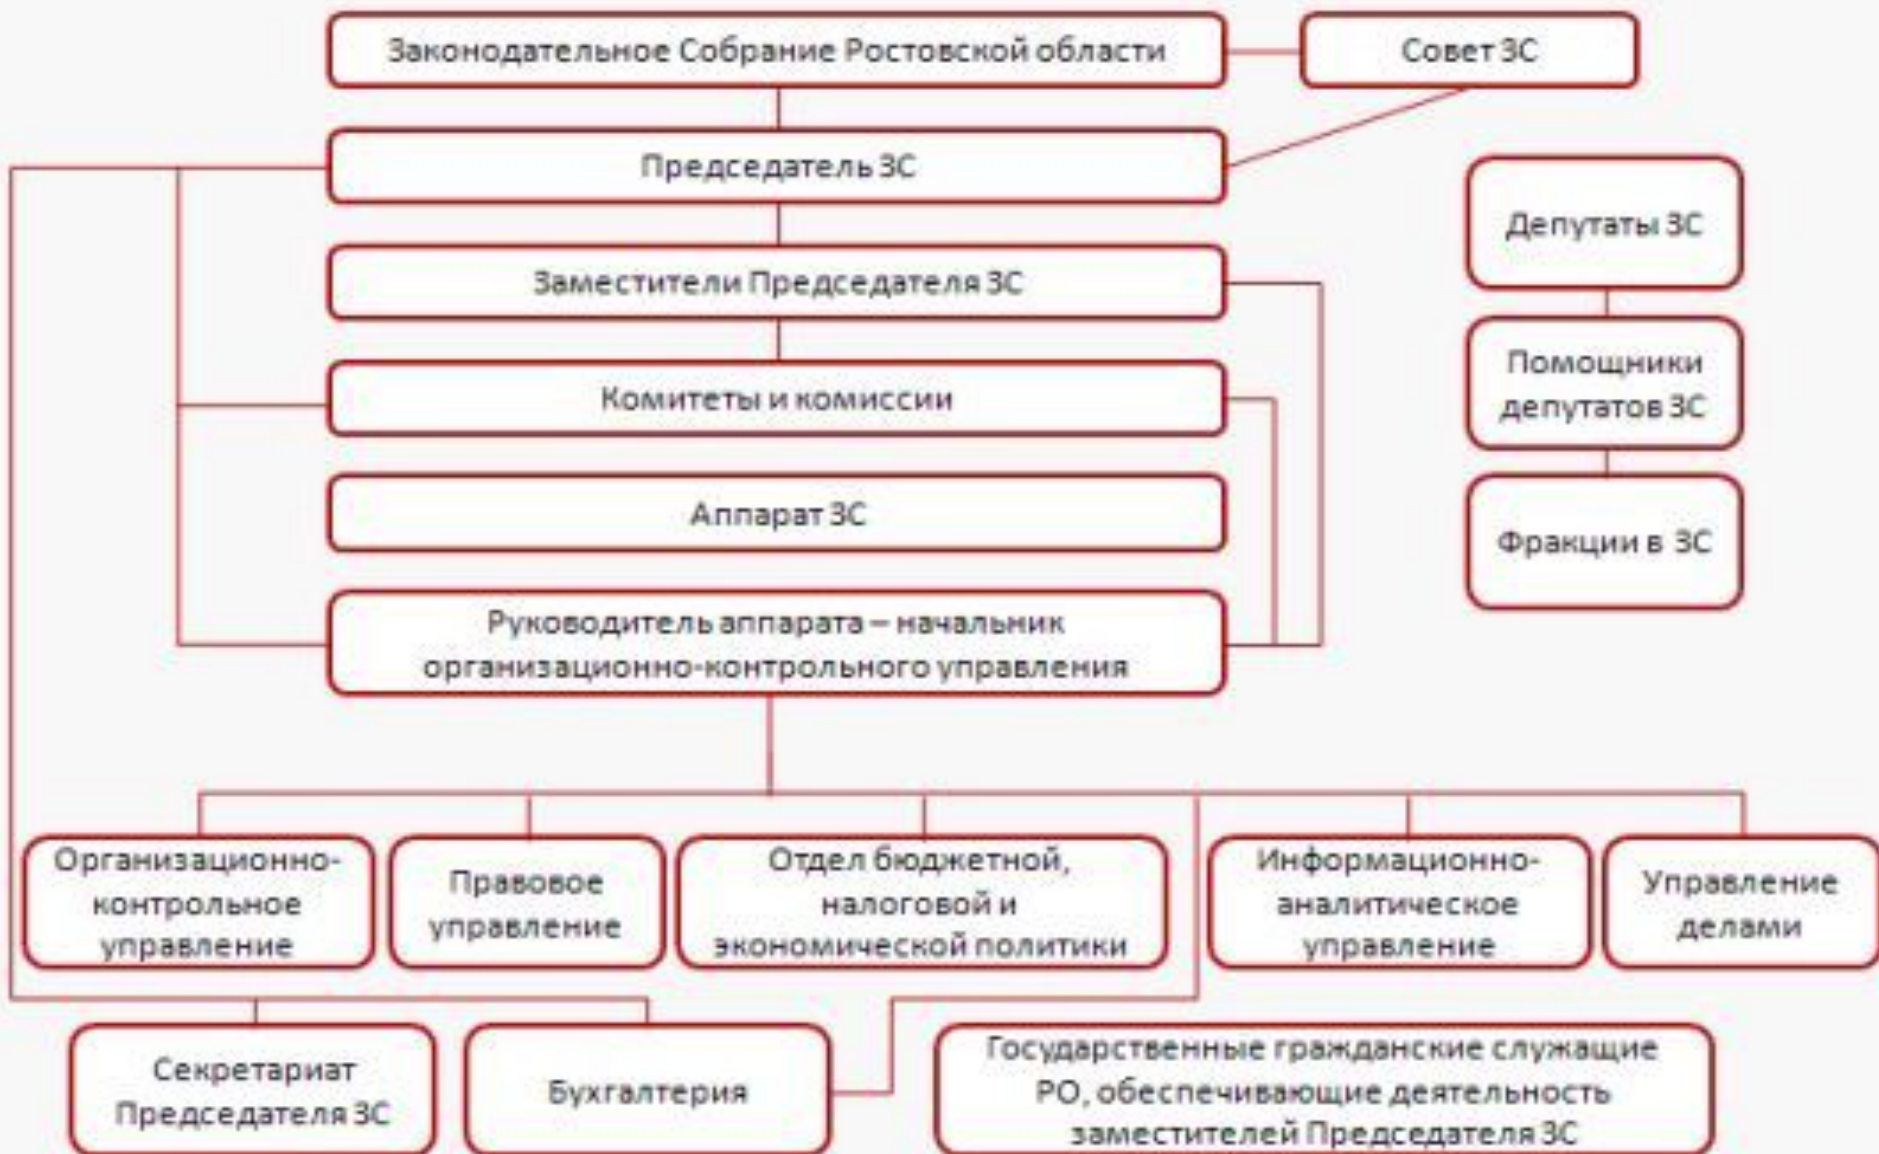 Законодательное Собрание Ростовской области
Совет ЗС
Председатель ЗС
Депутаты ЗС
Заместители Председателя ЗС
Помощники
депутатов ЗС
Комитеты и комиссии
Аппарат ЗС
Фракции в ЗС
Руководитель аппарата – начальник
организационно-контрольного управления
Организационно-
контрольное
управление
Правовое
управление
Отдел бюджетной,
налоговой и
экономической политики
Информационно-
аналитическое
управление
Управление
делами
Секретариат
Председателя ЗС
Бухгалтерия
Государственные гражданские служащие
РО, обеспечивающие деятельность
заместителей Председателя ЗС